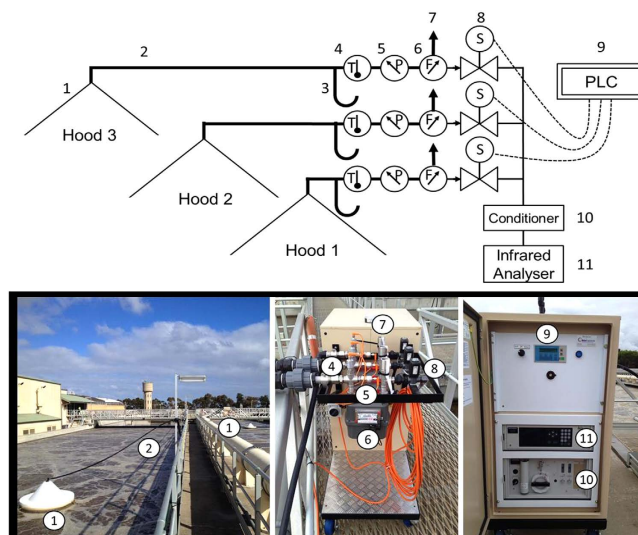 7
8
2
4
5
6
S
9
1
T
P
F
PLC
3
Hood 3
S
T
P
F
S
Hood 2
T
P
F
Conditioner
10
Hood 1
Infrared
Analyser
11
7
9
4
8
1
5
2
6
11
10
1